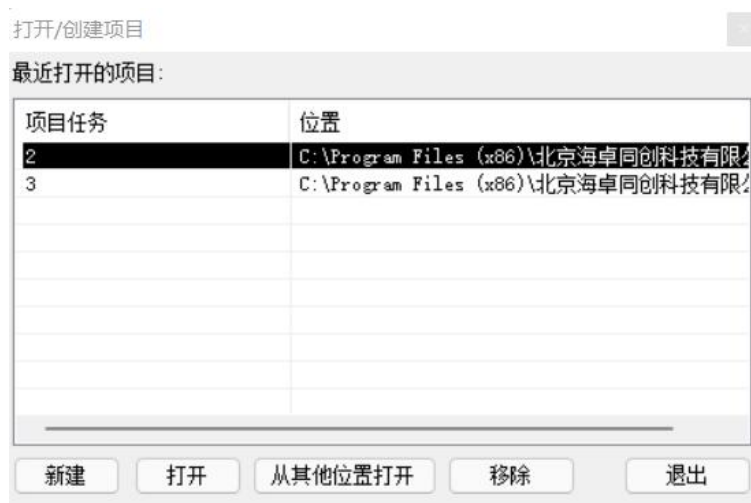 打开/创建项目
最近打开的项目:
项目任务 位置
2 C:\Program Files (x86)\北京海卓同创科技有限
3 C:\Program Files (x86)\北京海卓同创科技有限
新建 打开 从其他位置打开 移除 退出